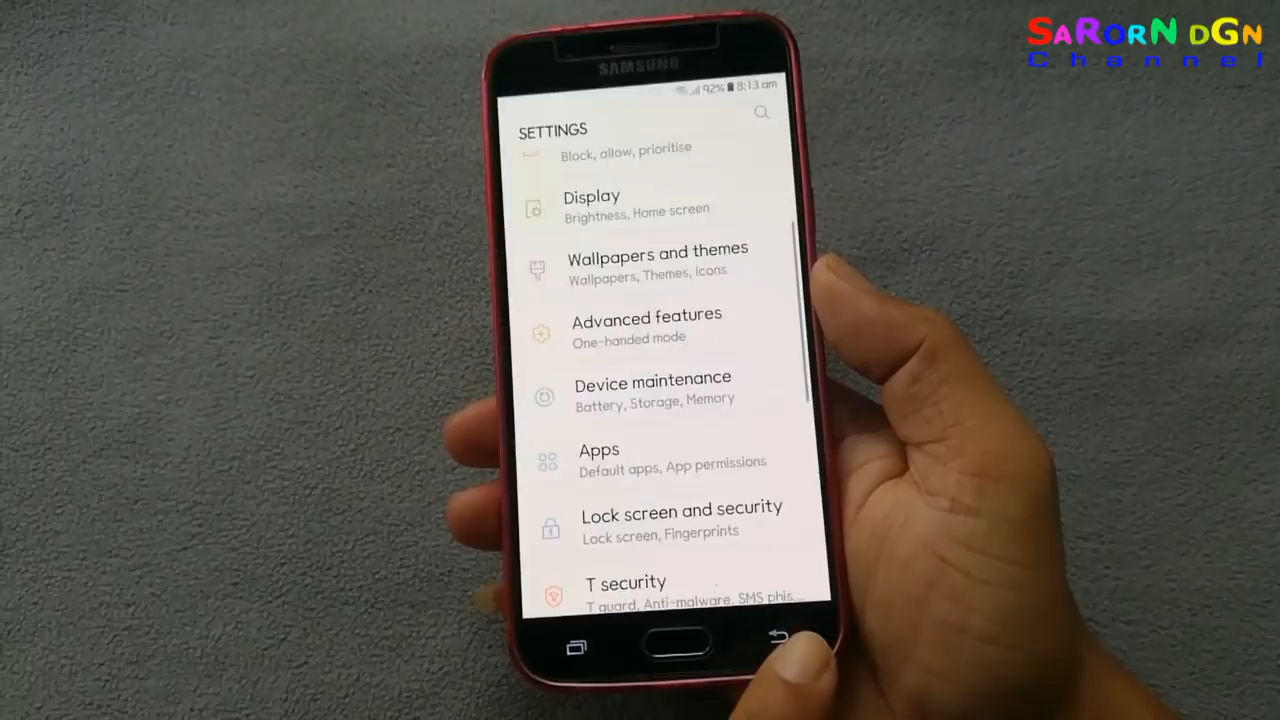 SaRorN dGn
Channel
SAMSUNG
92% 8:13 am
SETTINGS
Block, allow, prioritise
Display
Brightness, Home screen
Wallpapers and themes
Wallpapers, Themes, Icons
Advanced features
One-handed mode
Device maintenance
Battery, Storage, Memory
Apps
Default apps, App permissions
Lock screen and security
Lock screen, Fingerprints
T security
T guard, Anti-malware, SMS phis...